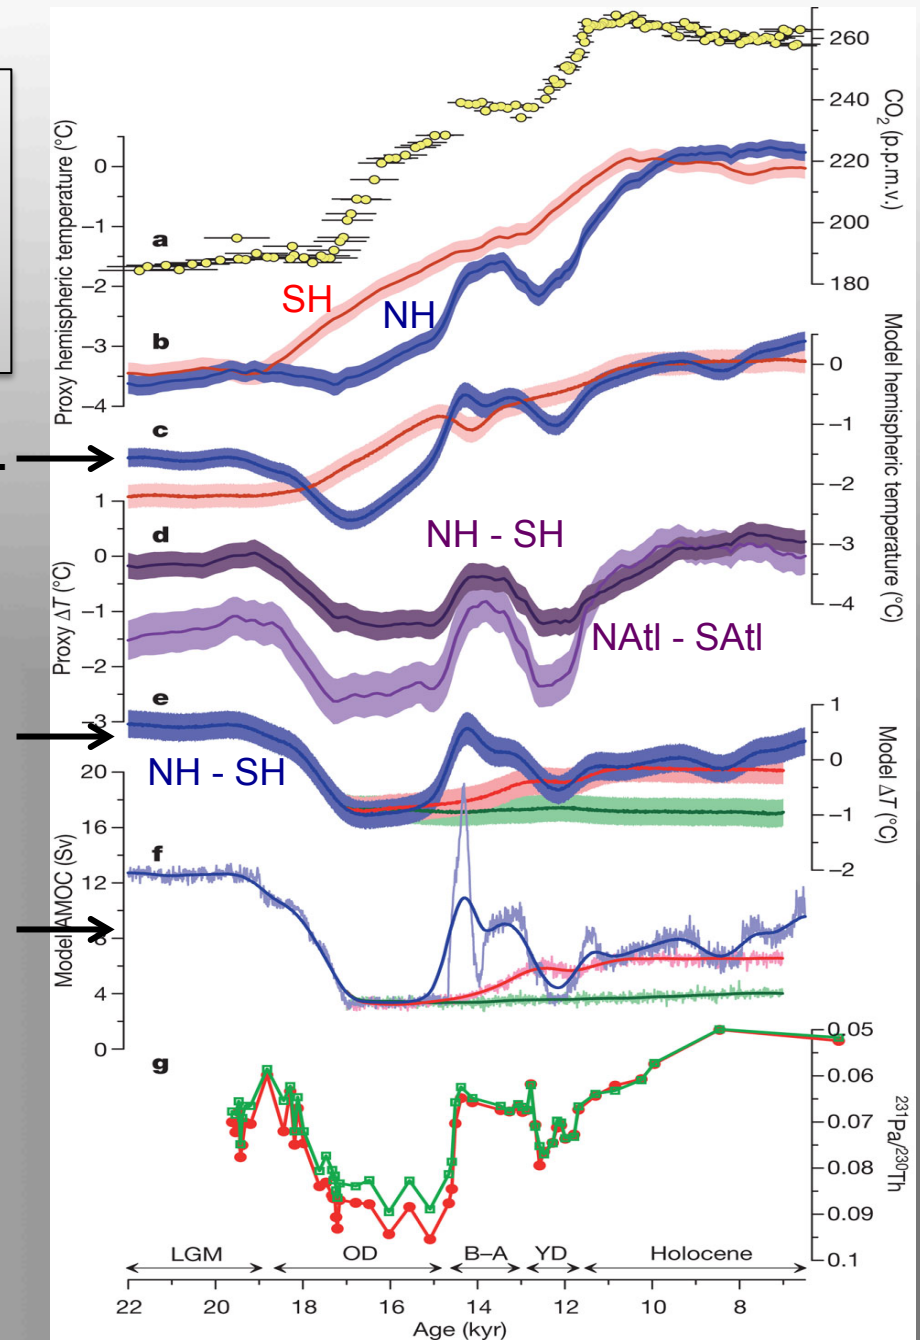 260
240
220
200
180
CO2 (p.p.m.v.)
0
−1
−2
−3
−4
Proxy hemispheric temperature (°C)
a
SH
NH
b
c
.
0
−1
−2
−3
−4
Model hemispheric temperature (°C)
1
0
−1
−2
−3
Proxy ΔT (°C)
d
NH - SH
NAtl - SAtl
e
NH - SH
1
0
−1
−2
Model ΔT (°C)
20
16
12
8
4
0
Model AMOC (Sv)
f
g
0.05
0.06
0.07
0.08
0.09
0.1
231Pa/230Th
LGM
OD
B–A
YD
Holocene
22 20 18 16 14 12 10 8
Age (kyr)